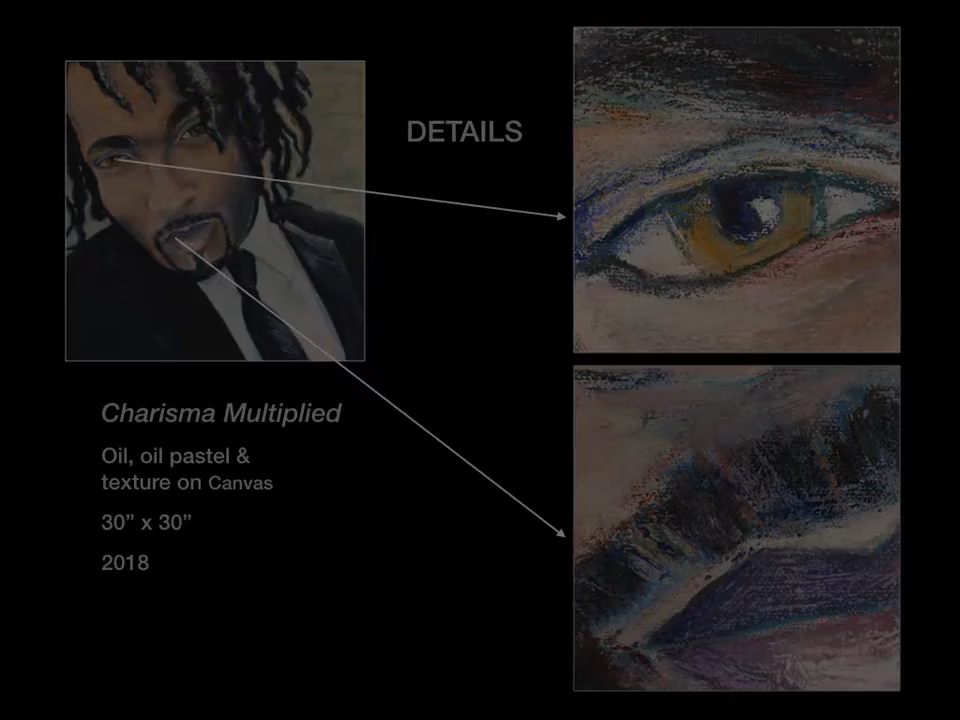 DETAILS
Charisma Multiplied
Oil, oil pastel &
texture on Canvas
30” x 30”
2018